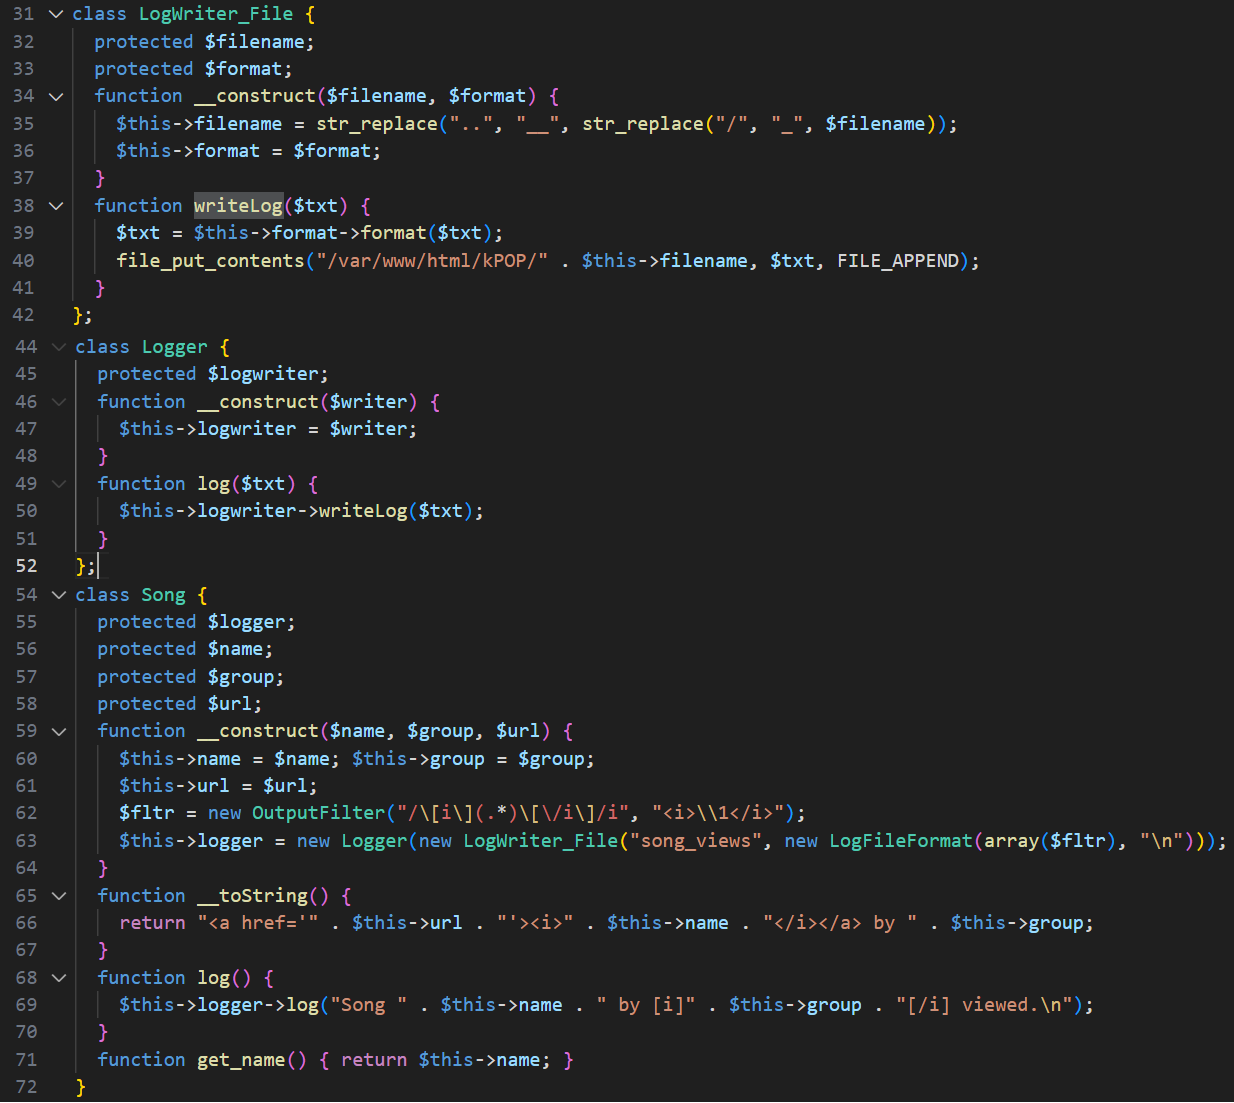 31 class LogWriter_File {
32 protected $filename;
33 protected $format;
34 function __construct($filename, $format) {
35 $this->filename = str_replace("..", "__", str_replace("/", "_", $filename));
36 $this->format = $format;
37 }
38 function writeLog($txt) {
39 $txt = $this->format->format($txt);
40 file_put_contents("/var/www/html/kPOP/" . $this->filename, $txt, FILE_APPEND);
41 }
42 };
44 class Logger {
45 protected $logwriter;
46 function __construct($writer) {
47 $this->logwriter = $writer;
48 }
49 function log($txt) {
50 $this->logwriter->writeLog($txt);
51 }
52 };
54 class Song {
55 protected $logger;
56 protected $name;
57 protected $group;
58 protected $url;
59 function __construct($name, $group, $url) {
60 $this->name = $name; $this->group = $group;
61 $this->url = $url;
62 $fltr = new OutputFilter("/\[i\](.*)\[\/i\]/i", "<i>\\1</i>");
63 $this->logger = new Logger(new LogWriter_File("song_views", new LogFileFormat(array($fltr), "\n")));
64 }
65 function __toString() {
66 return "<a href='" . $this->url . "'><i>" . $this->name . "</i></a> by " . $this->group;
67 }
68 function log() {
69 $this->logger->log("Song " . $this->name . " by [i]" . $this->group . "[/i] viewed.\n");
70 }
71 function get_name() { return $this->name; }
72 }